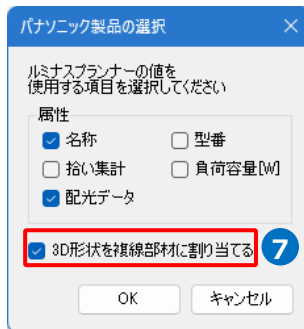 パナソニック製品の選択
ルミナスプランナーの値を
使用する項目を選択してください
属性
名称 型番
拾い集計 負荷容量[W]
配光データ
3D形状を複線部材に割り当てる 7
OK キャンセル